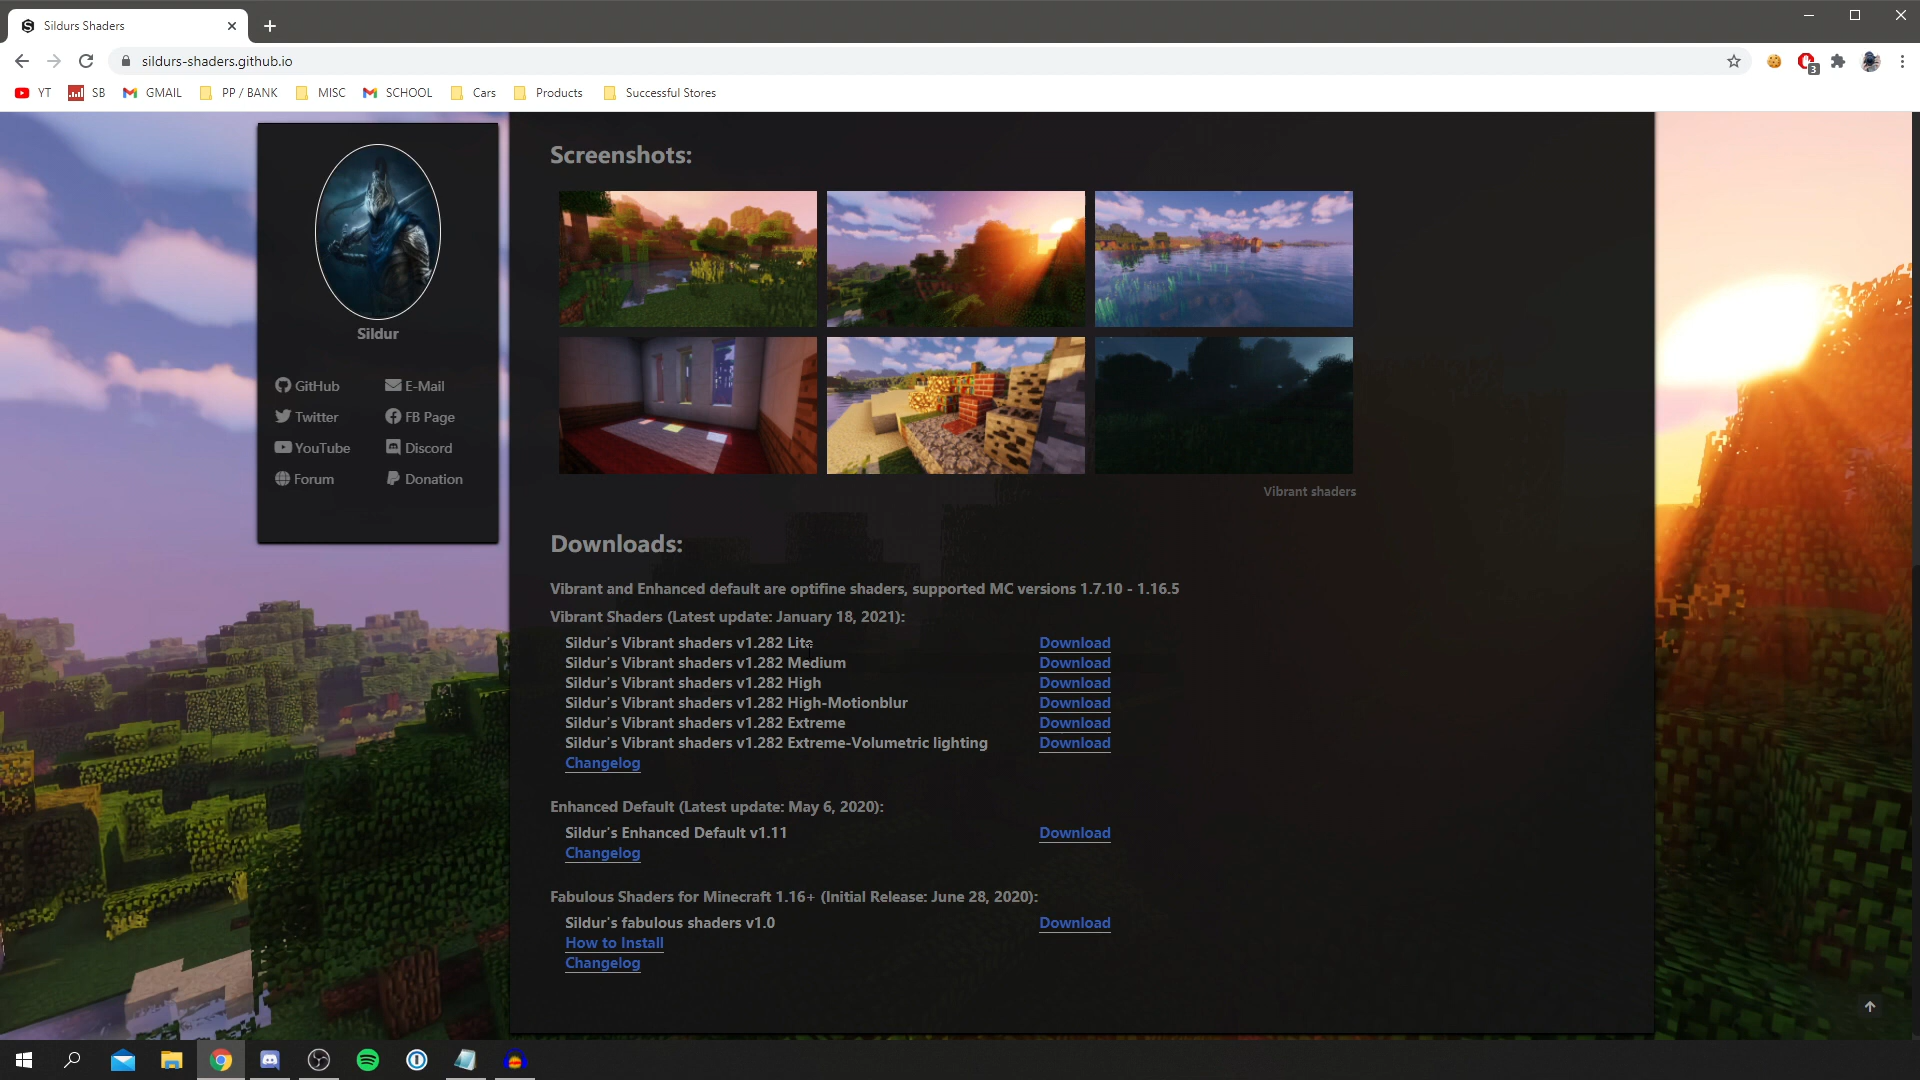 Sildurs Shaders
sildurs-shaders.github.io
3
YT
SB
GMAIL
PP / BANK
MISC
SCHOOL
Cars
Products
Successful Stores
Sildur
GitHub
E-Mail
Twitter
FB Page
YouTube
Discord
Forum
Donation
Screenshots:
Vibrant shaders
Downloads:
Vibrant and Enhanced default are optifine shaders, supported MC versions 1.7.10 - 1.16.5
Vibrant Shaders (Latest update: January 18, 2021):
Sildur's Vibrant shaders v1.282 Lite Download
Sildur's Vibrant shaders v1.282 Medium Download
Sildur's Vibrant shaders v1.282 High Download
Sildur's Vibrant shaders v1.282 High-Motionblur Download
Sildur's Vibrant shaders v1.282 Extreme Download
Sildur's Vibrant shaders v1.282 Extreme-Volumetric lighting Download
Changelog
Enhanced Default (Latest update: May 6, 2020):
Sildur's Enhanced Default v1.11 Download
Changelog
Fabulous Shaders for Minecraft 1.16+ (Initial Release: June 28, 2020):
Sildur's fabulous shaders v1.0 Download
How to Install
Changelog